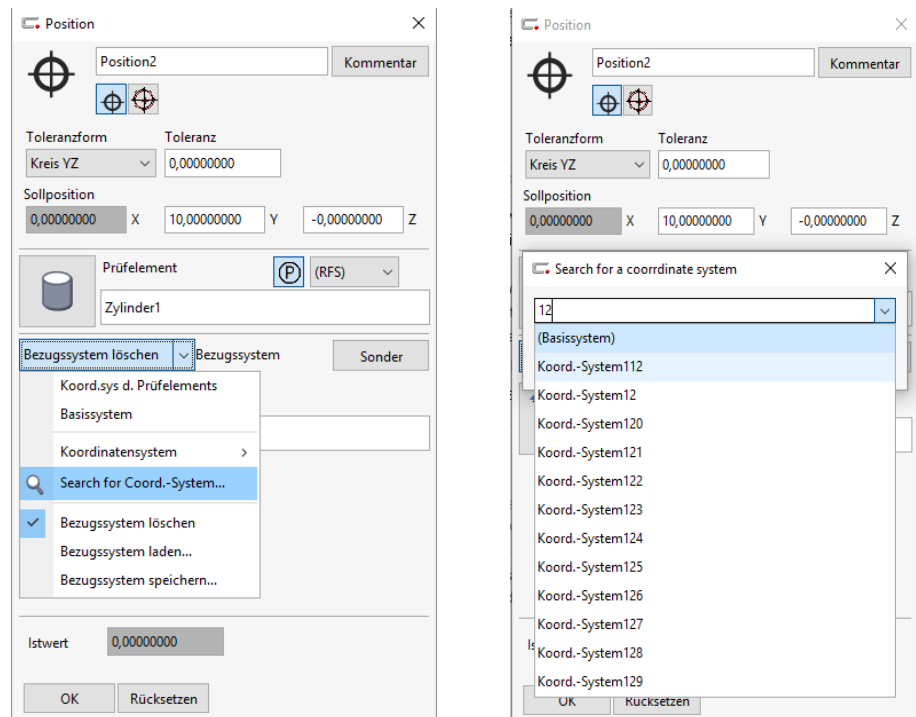 Position
Position2
Kommentar
Toleranzform Toleranz
Kreis YZ 0,00000000
Sollposition
0,00000000 X 10,00000000 Y -0,00000000 Z
Prüfelement P (RFS)
Zylinder1
Bezugssystem löschen Bezugssystem Sonder
Koord.sys d. Prüfelements
Basissystem
Koordinatensystem >
Search for Coord.-System...
Bezugssystem löschen
Bezugssystem laden...
Bezugssystem speichern...
Istwert 0,00000000
OK Rücksetzen
Position
Position2
Kommentar
Toleranzform Toleranz
Kreis YZ 0,00000000
Sollposition
0,00000000 X 10,00000000 Y -0,00000000 Z
Search for a coorrdinate system
12
(Basissystem)
Koord.-System112
Koord.-System12
Koord.-System120
Koord.-System121
Koord.-System122
Koord.-System123
Koord.-System124
Koord.-System125
Koord.-System126
Koord.-System127
Koord.-System128
Koord.-System129
OK Rücksetzen